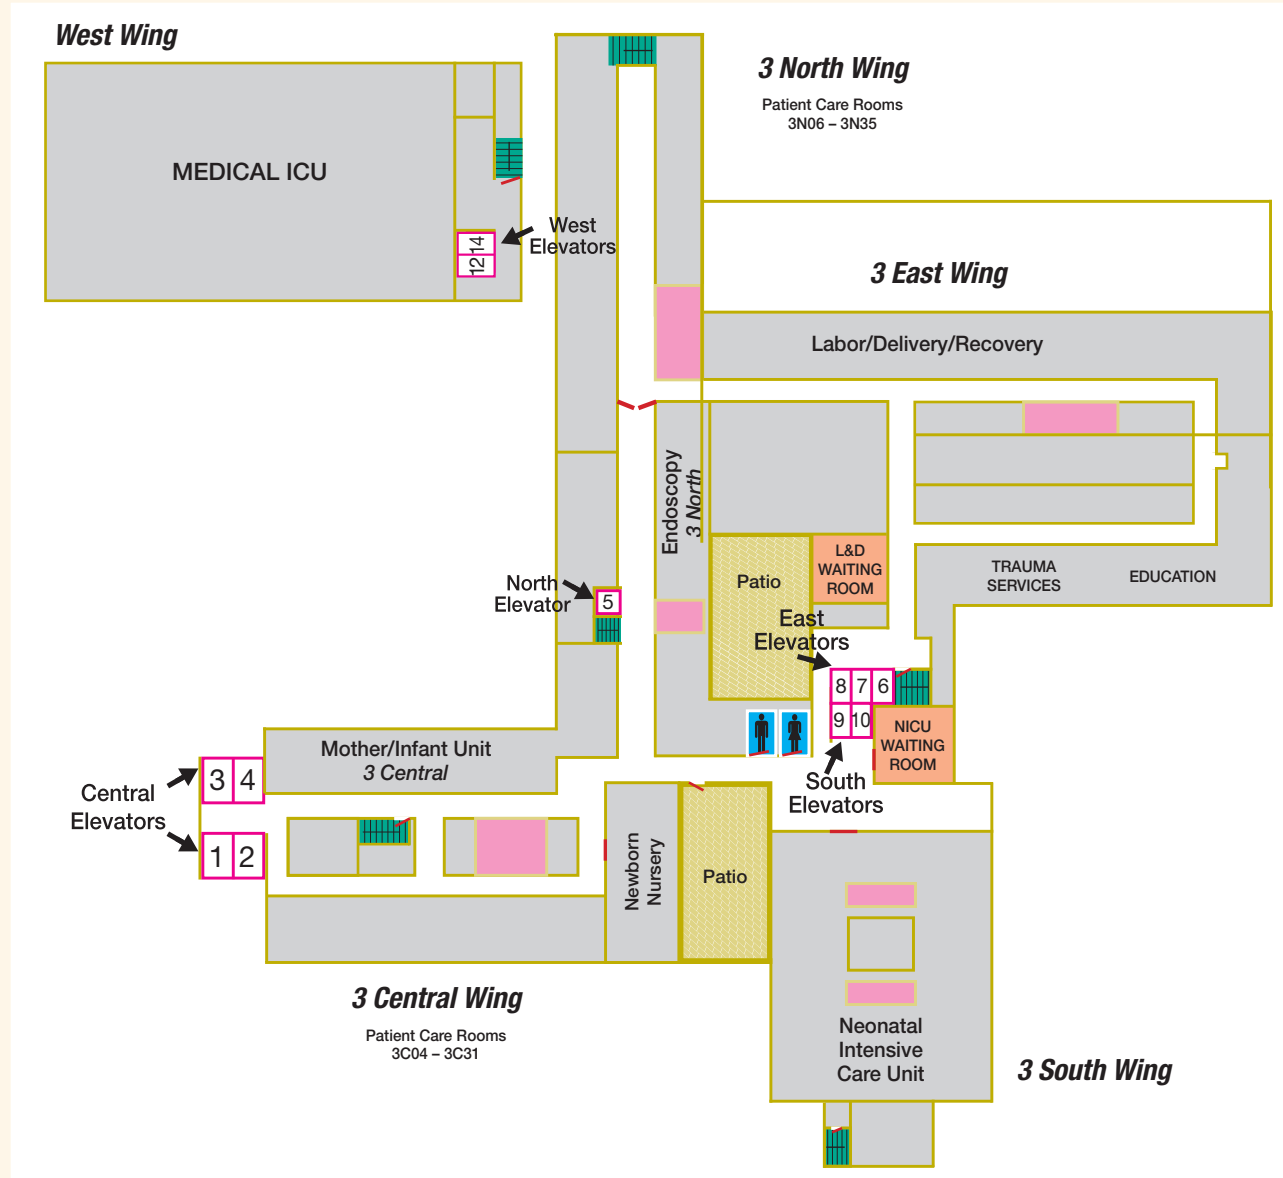 West Wing
3 North Wing
Patient Care Rooms
3N06 – 3N35
MEDICAL ICU
West
Elevators
14
12
3 East Wing
Labor/Delivery/Recovery
Endoscopy
3 North
L&D
WAITING
ROOM
Patio
TRAUMA
SERVICES
EDUCATION
North
Elevator
5
East
Elevators
8
7
6
9
10
NICU
WAITING
ROOM
South
Elevators
Mother/Infant Unit
3 Central
Central
Elevators
3
4
1
2
Newborn
Nursery
Patio
3 Central Wing
Patient Care Rooms
3C04 – 3C31
Neonatal
Intensive
Care Unit
3 South Wing